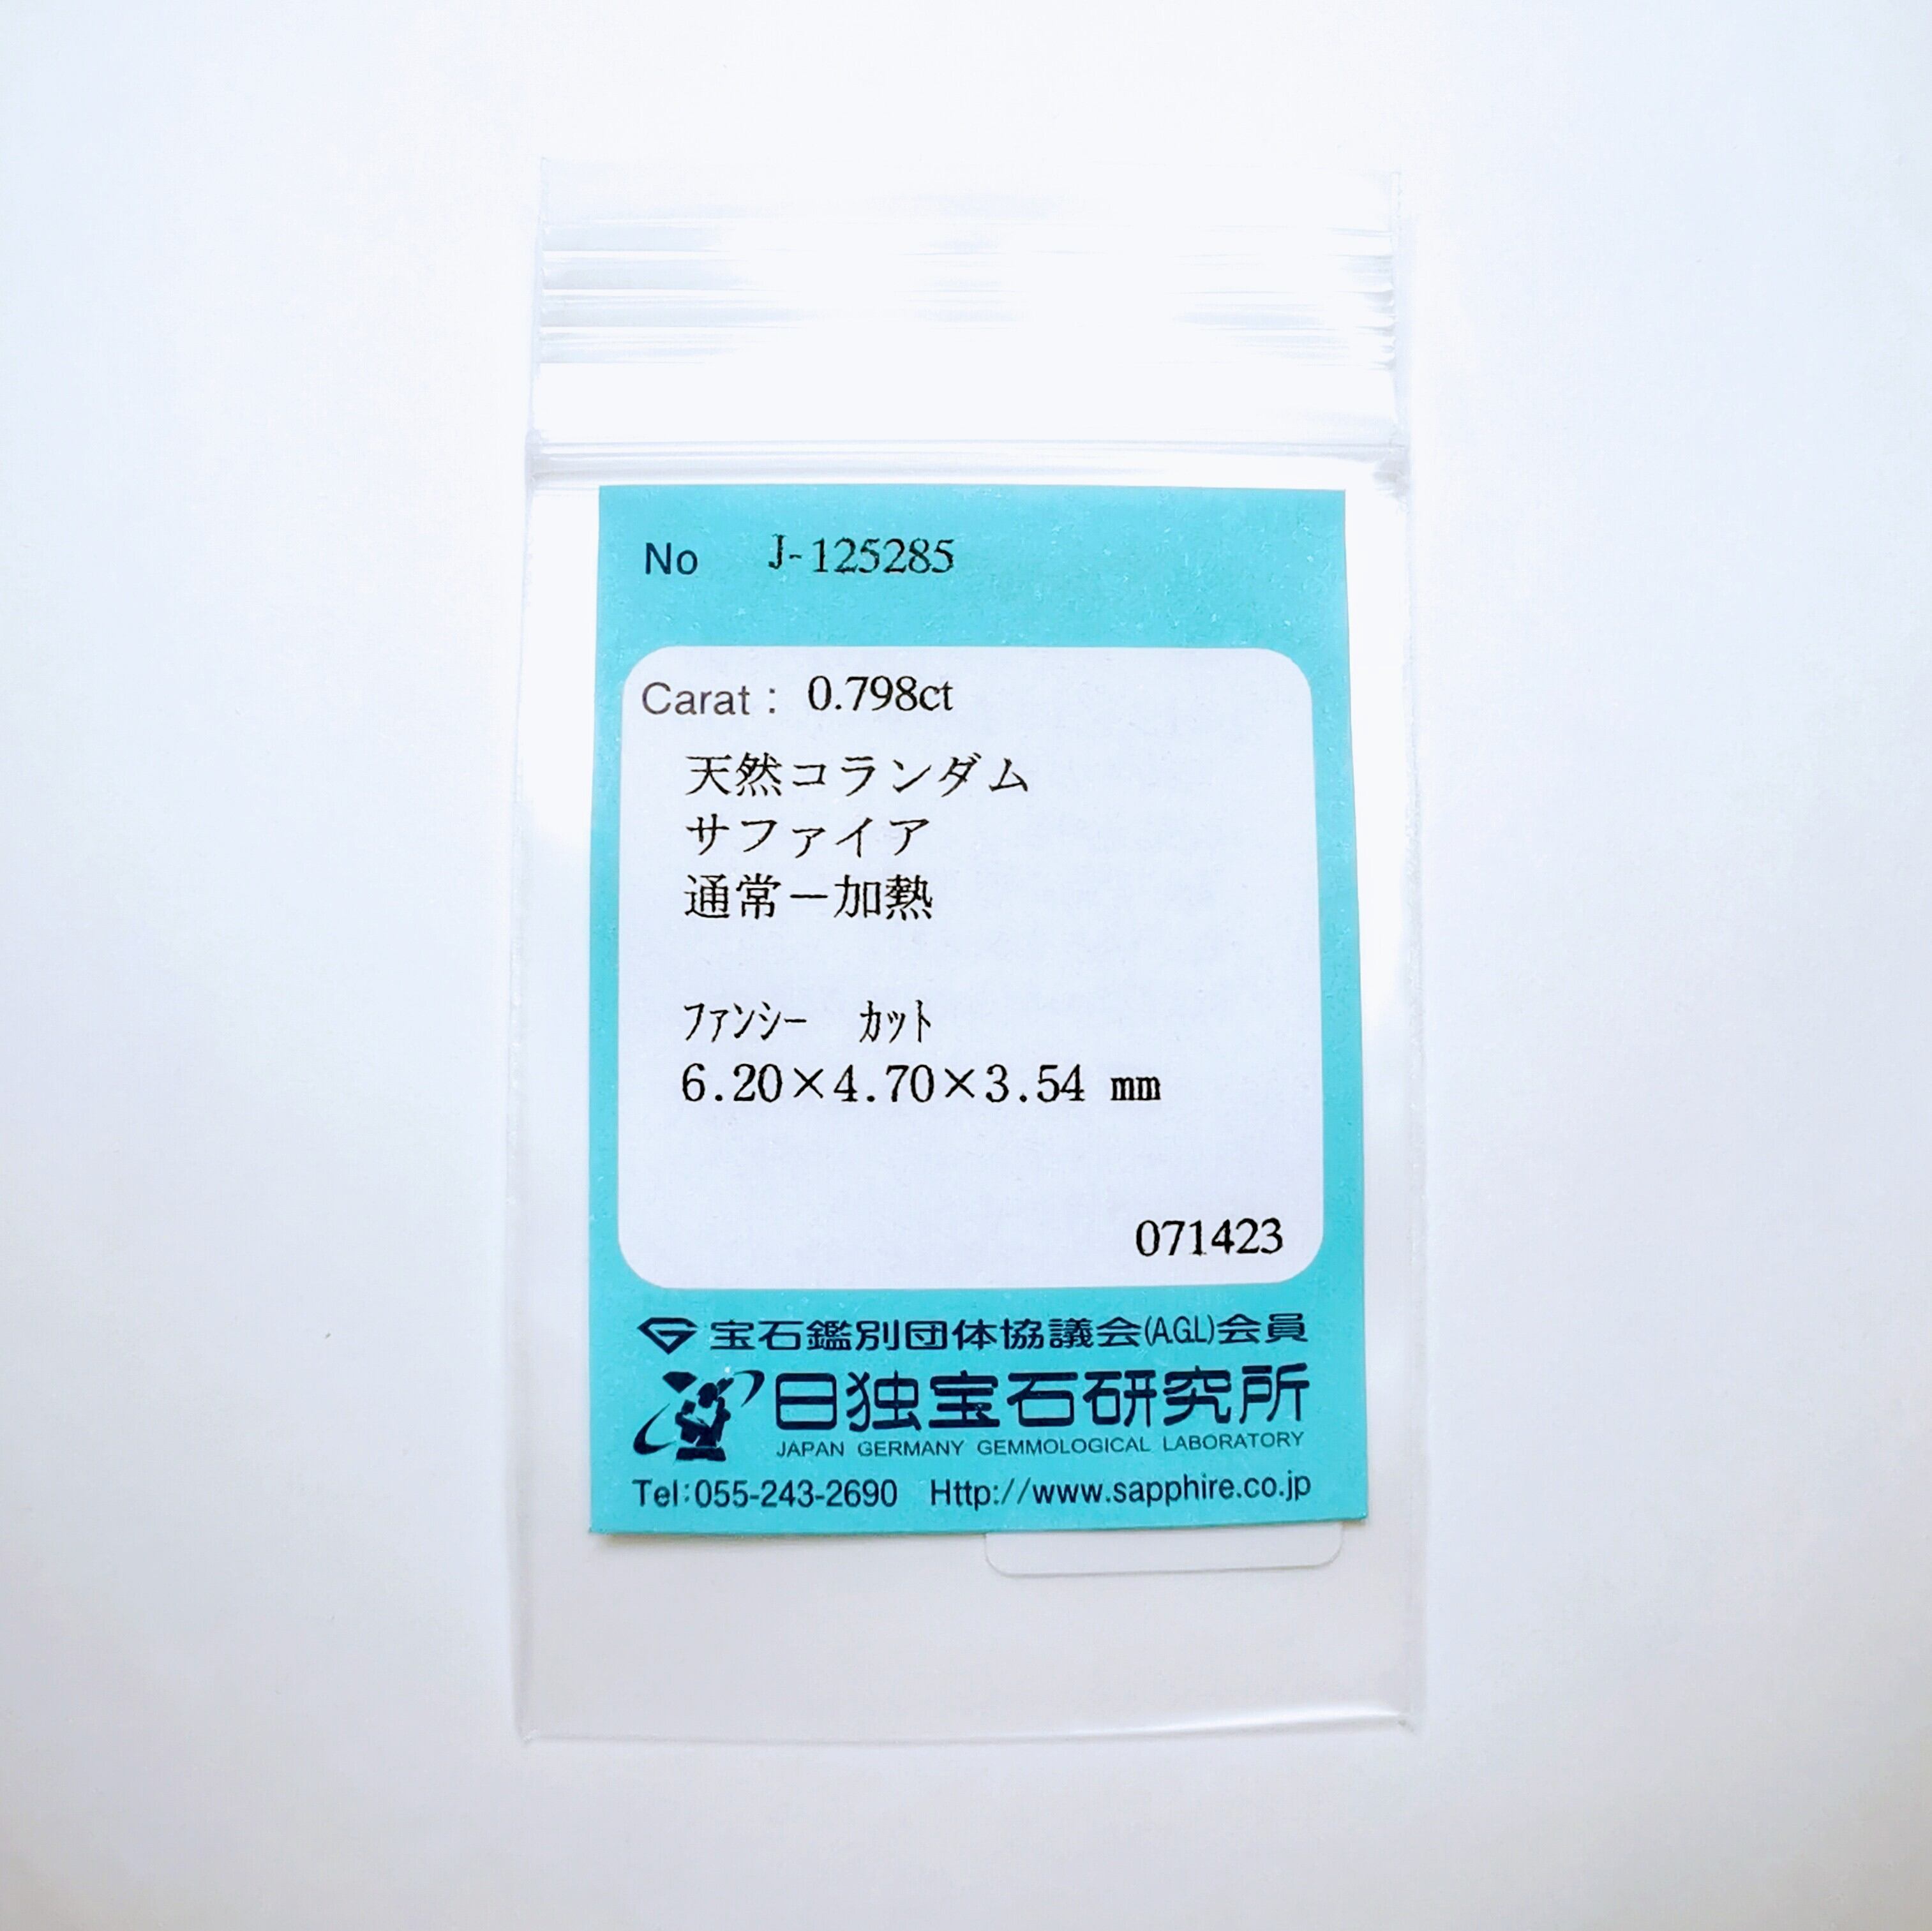 No J-125285
Carat : 0.798ct
天然コランダム
サファイア
通常－加熱
ﾌｧﾝｼｰ ｶｯﾄ
6.20×4.70×3.54 mm
071423
宝石鑑別団体協議会(AGL)会員
日独宝石研究所
JAPAN GERMANY GEMMOLOGICAL LABORATORY
Tel:055-243-2690 Http://www.sapphire.co.jp